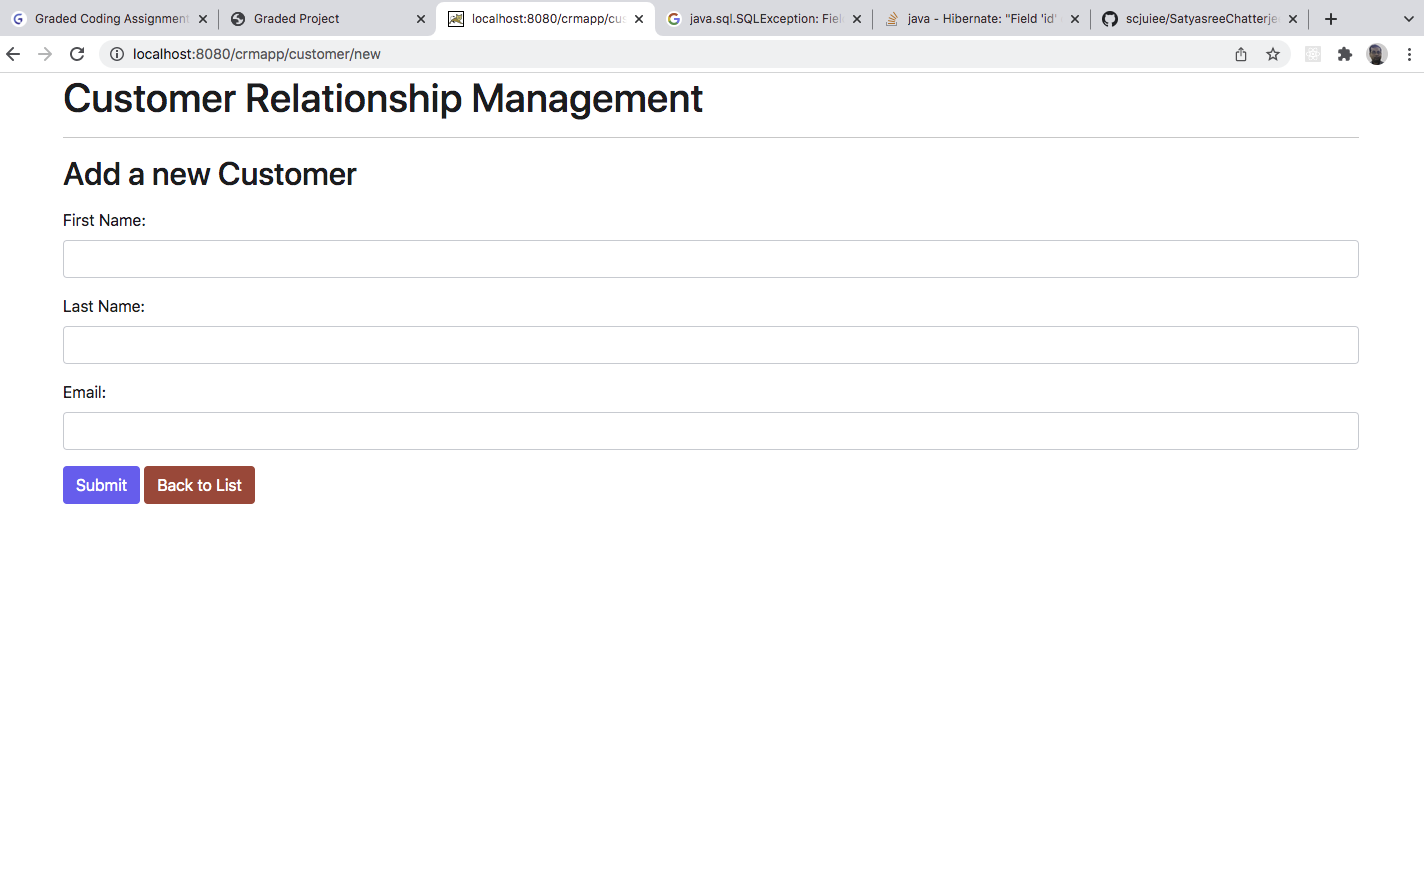 Graded Coding Assignment
Graded Project
localhost:8080/crmapp/cus
java.sql.SQLException: Fiel
java - Hibernate: "Field 'id'
scjuiee/SatyasreeChatterje
localhost:8080/crmapp/customer/new
Customer Relationship Management
Add a new Customer
First Name:
Last Name:
Email:
Submit
Back to List